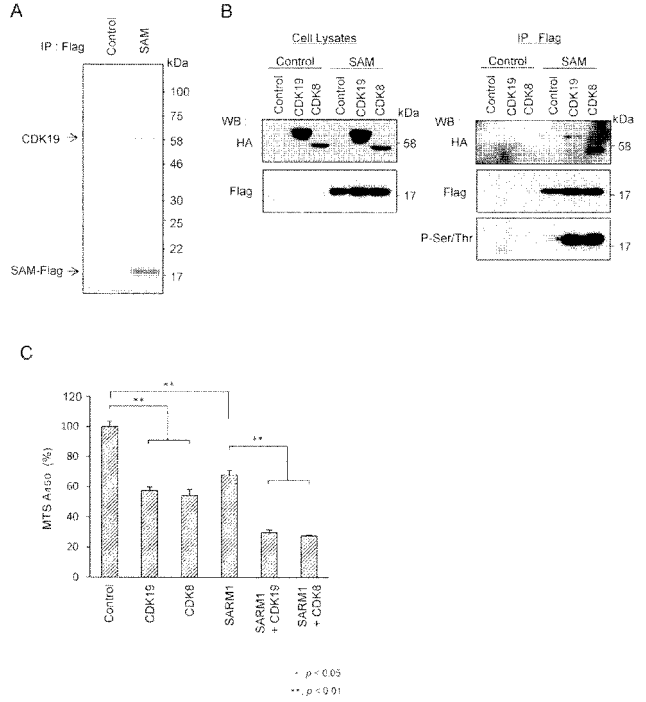 A
IP : Flag
Control
SAM
kDa
100
75
58
46
30
25
22
17
CDK19
SAM-Flag
B
Cell Lysates
Control SAM
Control CDK19 CDK8 Control CDK19 CDK8
kDa
WB :
HA
58
Flag
17
IP : Flag
Control SAM
Control CDK19 CDK8 Control CDK19 CDK8
kDa
WB :
HA
58
Flag
17
P-Ser/Thr
17
C
MTS A450 (%)
120
100
80
60
40
20
0
**
**
**
Control
CDK19
CDK8
SARM1
SARM1 + CDK19
SARM1 + CDK8
*, p < 0.05
**, p < 0.01